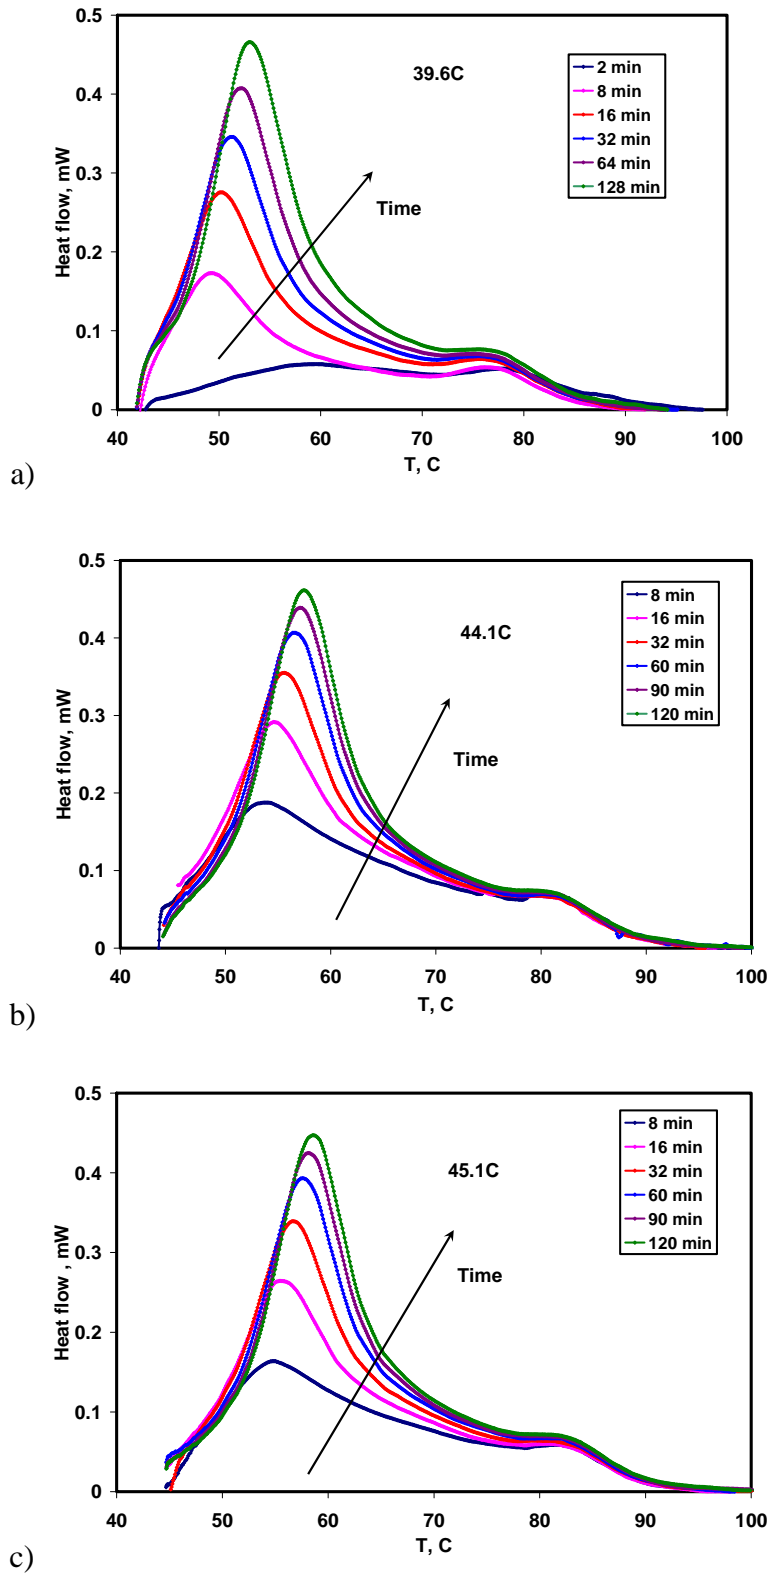 0.5
0.4
0.3
0.2
0.1
0
Heat flow, mW
39.6C
Time
2 min
8 min
16 min
32 min
64 min
128 min
40 50 60 70 80 90 100
T, C
a)
0.5
0.4
0.3
0.2
0.1
0
Heat flow, mW
44.1C
Time
8 min
16 min
32 min
60 min
90 min
120 min
40 50 60 70 80 90 100
T, C
b)
0.5
0.4
0.3
0.2
0.1
0
Heat flow , mW
45.1C
Time
8 min
16 min
32 min
60 min
90 min
120 min
40 50 60 70 80 90 100
T, C
c)